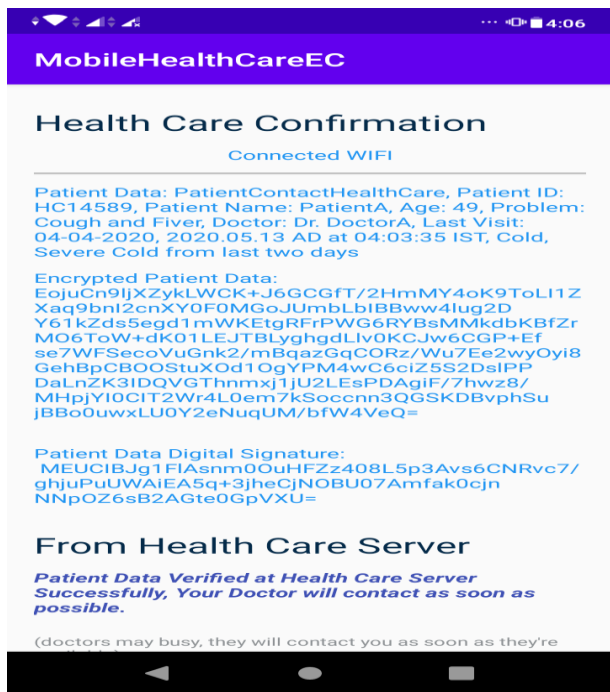 4:06
MobileHealthCareEC
Health Care Confirmation
Connected WIFI
Patient Data: PatientContactHealthCare, Patient ID:
HC14589, Patient Name: PatientA, Age: 49, Problem:
Cough and Fiver, Doctor: Dr. DoctorA, Last Visit:
04-04-2020, 2020.05.13 AD at 04:03:35 IST, Cold,
Severe Cold from last two days
Encrypted Patient Data:
EojuCn9ljXZykLWCK+J6GCGfT/2HmMY4oK9ToLI1Z
Xaq9bnI2cnXY0F0MGoJUmbLbIBBww4lug2D
Y61kZds5egd1mWKEtgRFrPWG6RYBsMMkdbKBfZr
MO6ToW+dK01LEJTBLyghgdLlv0KCJw6CGP+Ef
se7WFSecoVuGnk2/mBqazGqCORz/Wu7Ee2wyOyi8
GehBpCBOOStuXOd1OgYPM4wC6ciZ5S2DsIPP
DaLnZK3IDQVGThnmxj1jU2LEsPDAgiF/7hwz8/
MHpjYI0CIT2Wr4L0em7kSoccnn3QGSKDBvphSu
jBBo0uwxLU0Y2eNuqUM/bfW4VeQ=
Patient Data Digital Signature:
MEUCIBJg1FlAsnm0OuHFZz408L5p3Avs6CNRvc7/
ghjuPuUWAiEA5q+3jheCjNOBU07Amfak0cjn
NNpOZ6sB2AGte0GpVXU=
From Health Care Server
Patient Data Verified at Health Care Server
Successfully, Your Doctor will contact as soon as
possible.
(doctors may busy, they will contact you as soon as they're